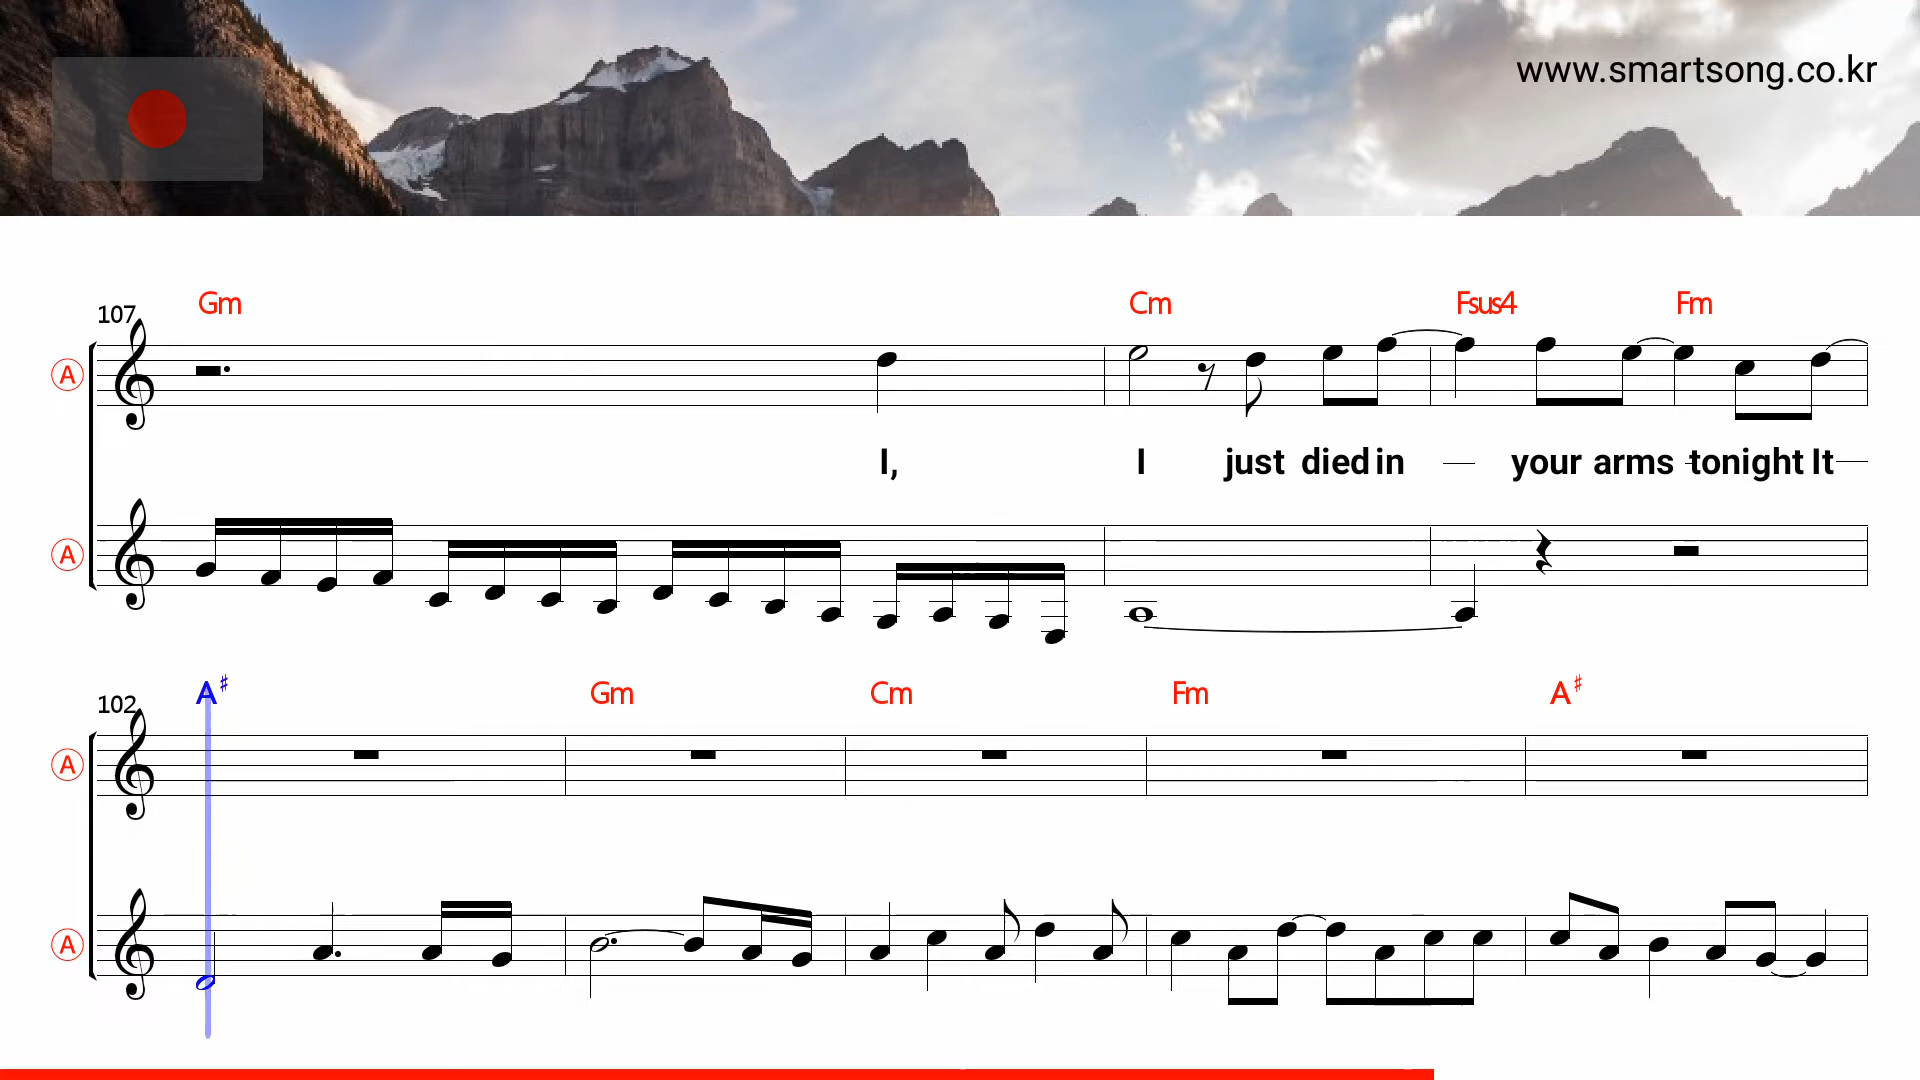 www.smartsong.co.kr
107 Gm Cm Fsus4 Fm
A
I, I just died in your arms tonight It
A
102 A♯ Gm Cm Fm A♯
A
A